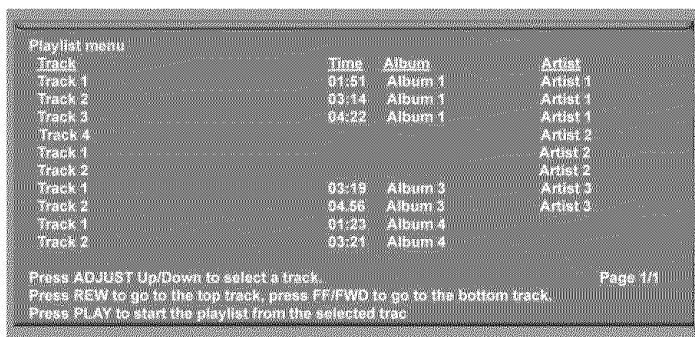 Playlist menu
Track Time Album Artist
Track 1 01:51 Album 1 Artist 1
Track 2 03:14 Album 1 Artist 1
Track 3 04:22 Album 1 Artist 1
Track 4 Artist 2
Track 1 Artist 2
Track 2 Artist 2
Track 1 03:19 Album 3 Artist 3
Track 2 04.56 Album 3 Artist 3
Track 1 01:23 Album 4
Track 2 03:21 Album 4
Press ADJUST Up/Down to select a track. Page 1/1
Press REW to go to the top track, press FF/FWD to go to the bottom track.
Press PLAY to start the playlist from the selected trac